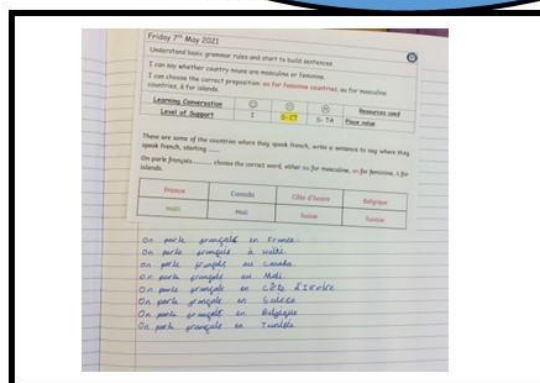 Friday 7th May 2021
Understand basic grammar rules and start to build sentences
I can say whether country nouns are masculine or feminine.
I can choose the correct preposition: en for feminine countries, au for masculine
countries, à for islands.
Learning Conversation Resources used
Level of Support I S-CT S-TA Place value
These are some of the countries where they speak French, write a sentence to say where they
speak French, starting
On parle français choose the correct word, either au for masculine, en for feminine, à for
islands.
France Canada Côte d'Ivoire Belgique
Haïti Mali Suisse Tunisie
On parle français en France.
On parle français à Haïti
On parle français au Canada
On parle français au Mali
On parle français en Côte d'Ivoire
On parle français en Suisse
On parle français en Belgique
On parle français en Tunisie